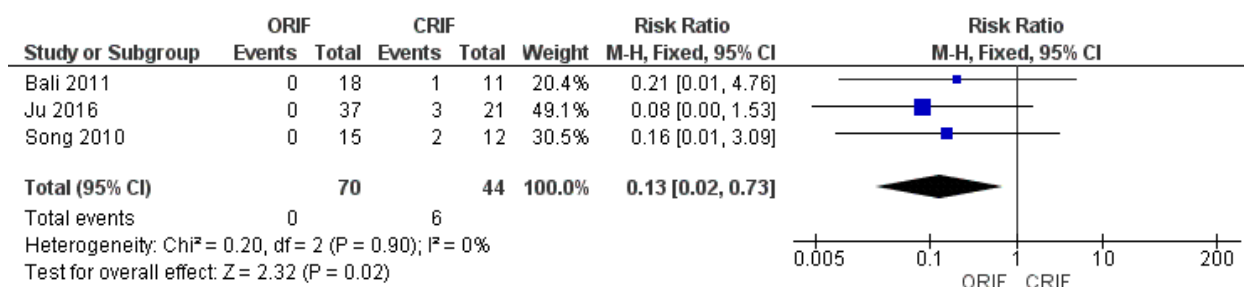 ORIF CRIF Risk Ratio Risk Ratio
Study or Subgroup Events Total Events Total Weight M-H, Fixed, 95% CI M-H, Fixed, 95% CI
Bali 2011 0 18 1 11 20.4% 0.21 [0.01, 4.76]
Ju 2016 0 37 3 21 49.1% 0.08 [0.00, 1.53]
Song 2010 0 15 2 12 30.5% 0.16 [0.01, 3.09]
Total (95% CI) 70 44 100.0% 0.13 [0.02, 0.73]
Total events 0 6
Heterogeneity: Chi² = 0.20, df = 2 (P = 0.90); I² = 0%
Test for overall effect: Z = 2.32 (P = 0.02)
0.005 0.1 1 10 200
ORIF CRIF